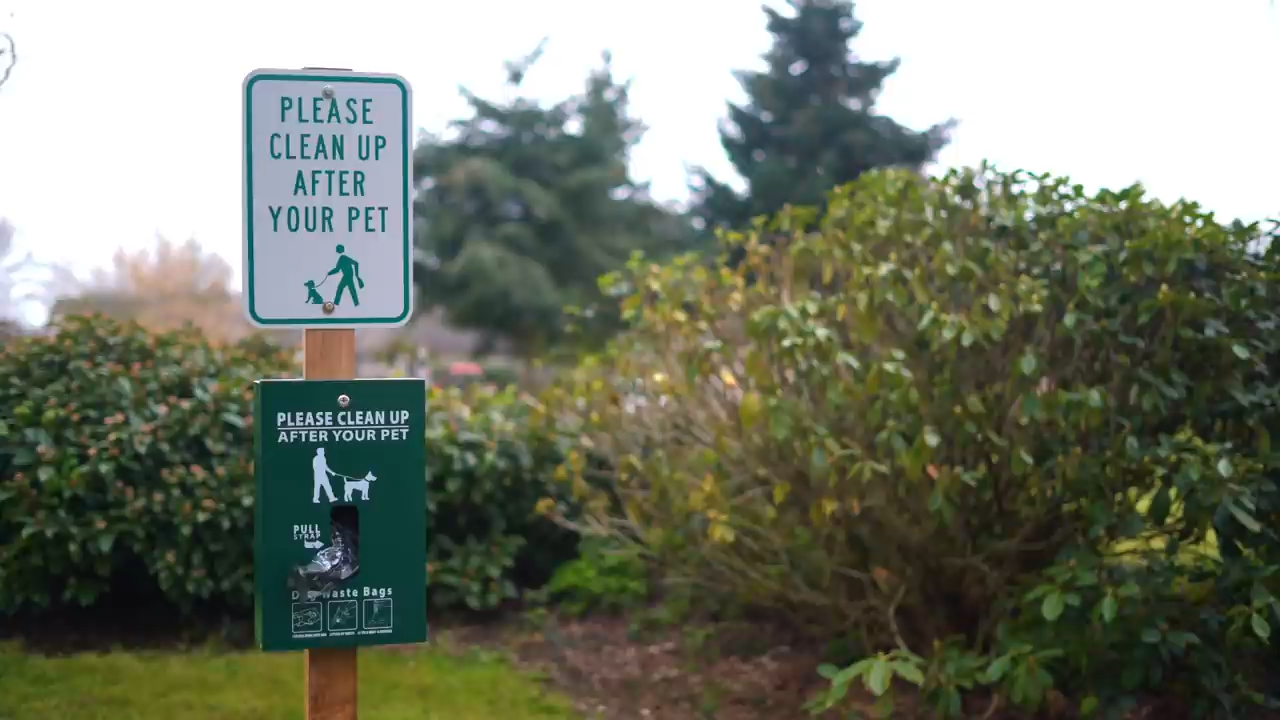 PLEASE
CLEAN UP
AFTER
YOUR PET
PLEASE CLEAN UP
AFTER YOUR PET
PULL
STRAP
Waste Bags